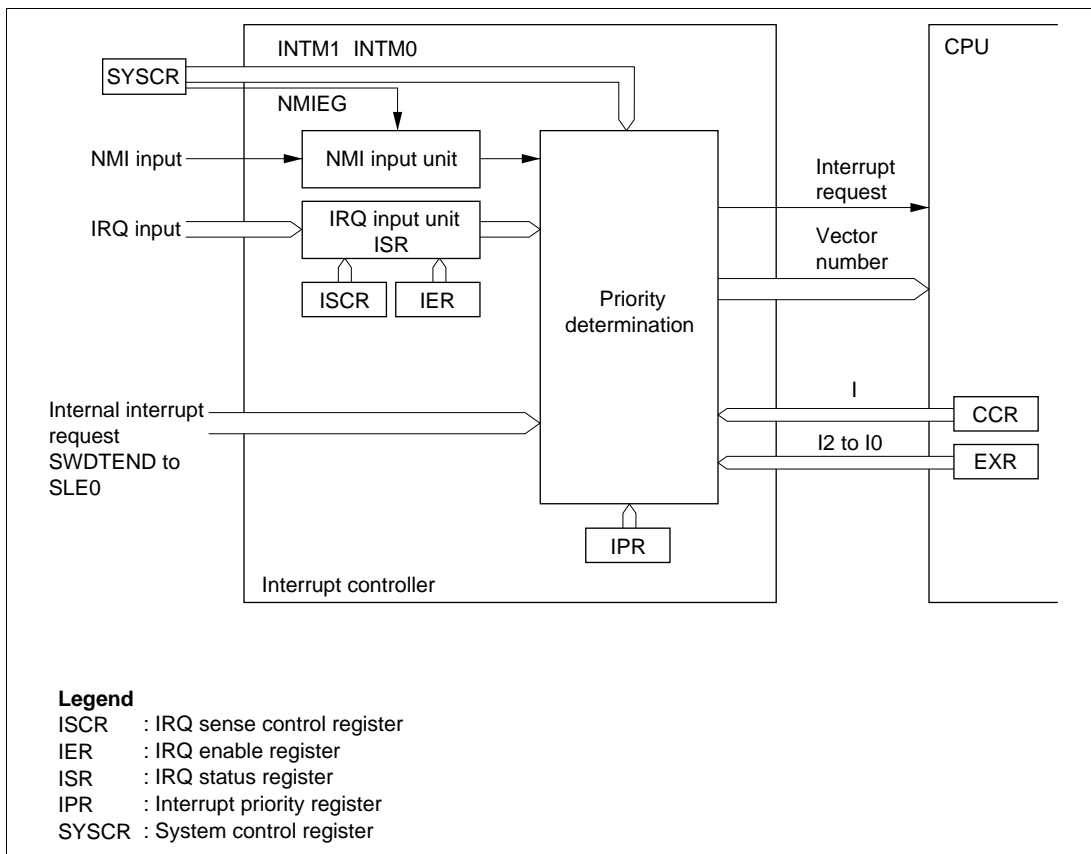 INTM1 INTM0
CPU
SYSCR
NMIEG
NMI input
NMI input unit
Interrupt
request
IRQ input
IRQ input unit
ISR
Vector
number
ISCR
IER
Priority
determination
I
CCR
Internal interrupt
request
SWDTEND to
SLE0
I2 to I0
EXR
IPR
Interrupt controller
Legend
ISCR : IRQ sense control register
IER : IRQ enable register
ISR : IRQ status register
IPR : Interrupt priority register
SYSCR : System control register